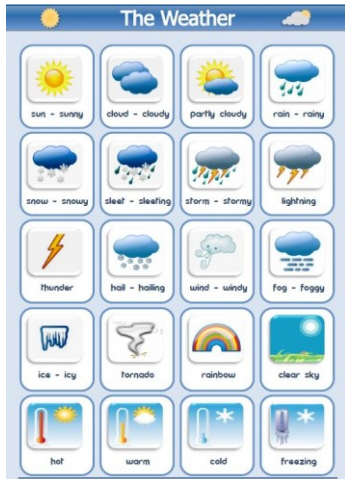 The Weather
sun - sunny
cloud - cloudy
partly cloudy
rain - rainy
snow - snowy
sleet - sleeting
storm - stormy
lightning
thunder
hail - hailing
wind - windy
fog - foggy
ice - icy
tornado
rainbow
clear sky
hot
warm
cold
freezing